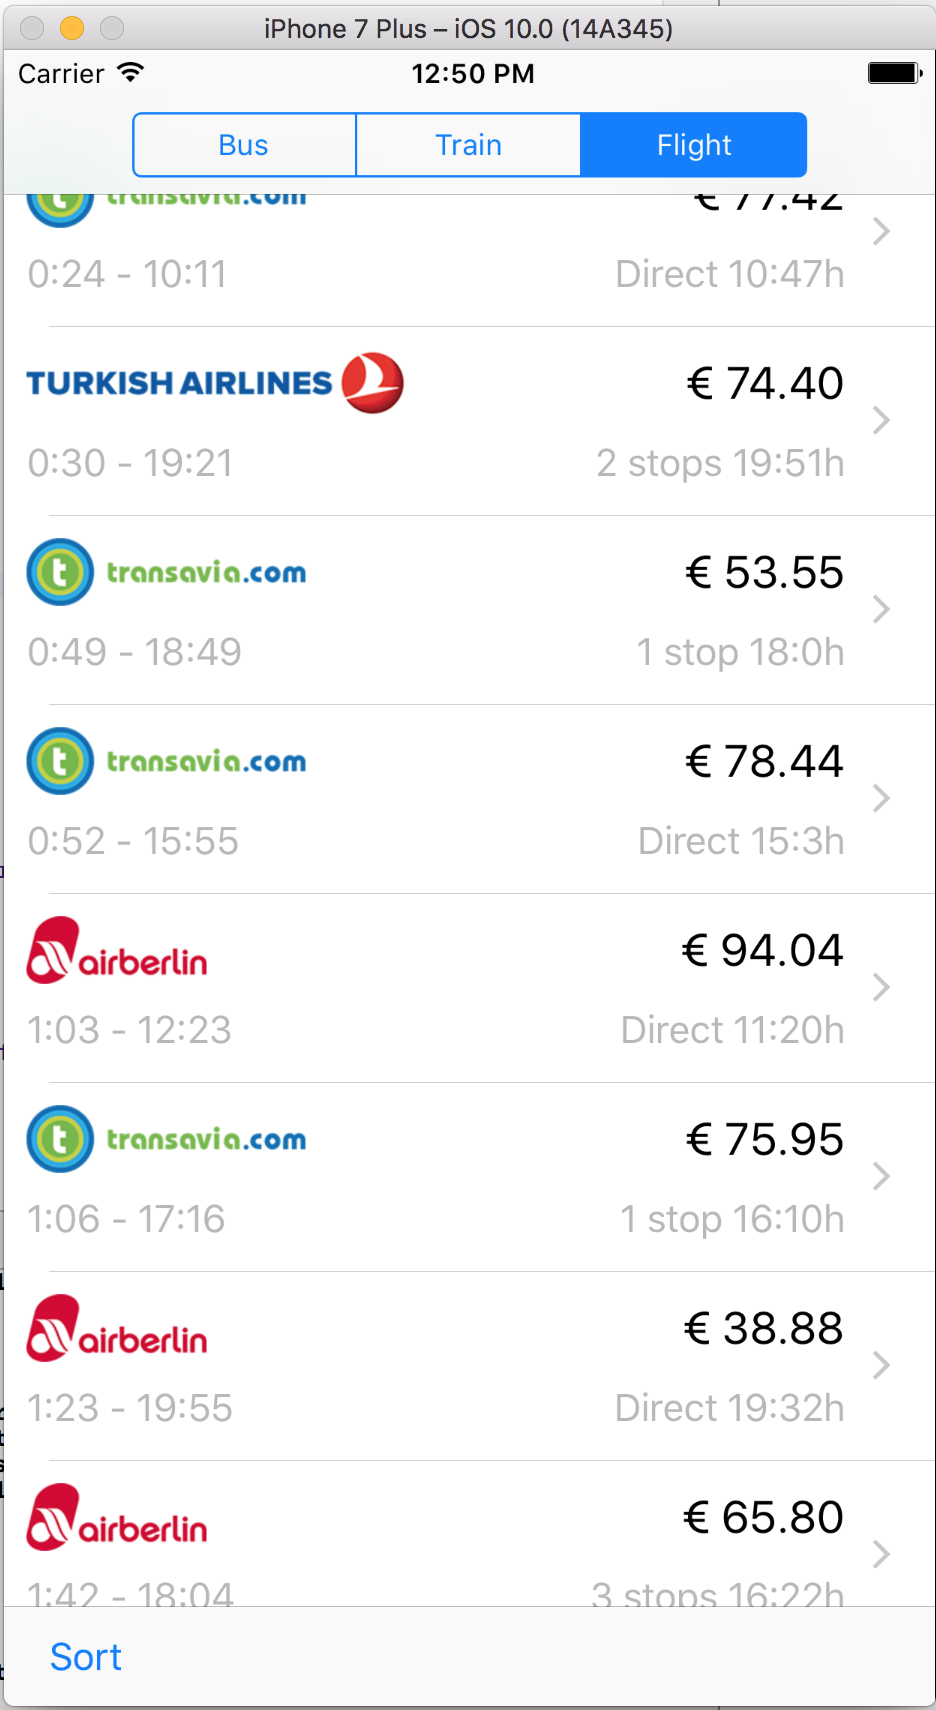 iPhone 7 Plus – iOS 10.0 (14A345)
Carrier 12:50 PM
Bus Train Flight
transavia.com € 77.42
0:24 - 10:11 Direct 10:47h
TURKISH AIRLINES € 74.40
0:30 - 19:21 2 stops 19:51h
t transavia.com € 53.55
0:49 - 18:49 1 stop 18:0h
t transavia.com € 78.44
0:52 - 15:55 Direct 15:3h
airberlin € 94.04
1:03 - 12:23 Direct 11:20h
t transavia.com € 75.95
1:06 - 17:16 1 stop 16:10h
airberlin € 38.88
1:23 - 19:55 Direct 19:32h
airberlin € 65.80
1:42 - 18:04 3 stops 16:22h
Sort